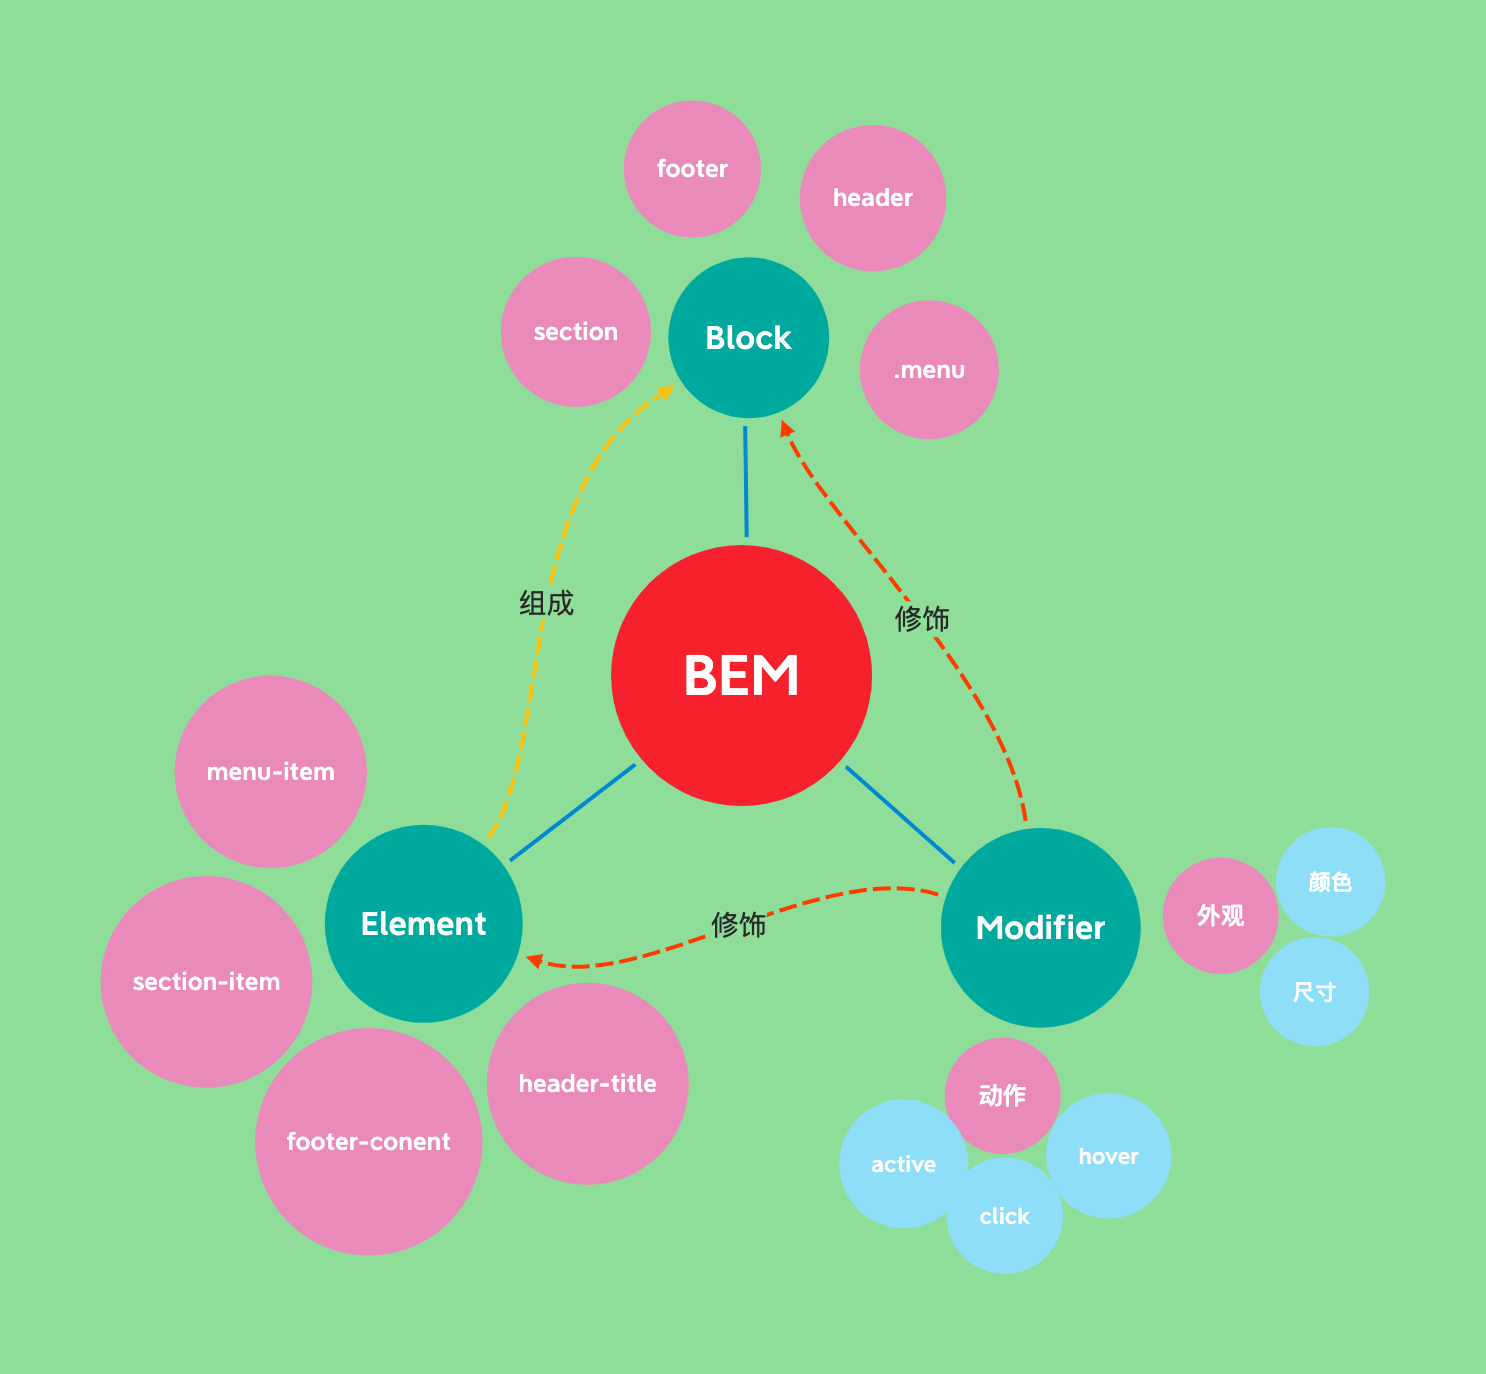 footer
header
section
Block
.menu
组成
修饰
BEM
menu-item
Element
修饰
Modifier
外观
颜色
尺寸
section-item
footer-conent
header-title
动作
active
click
hover